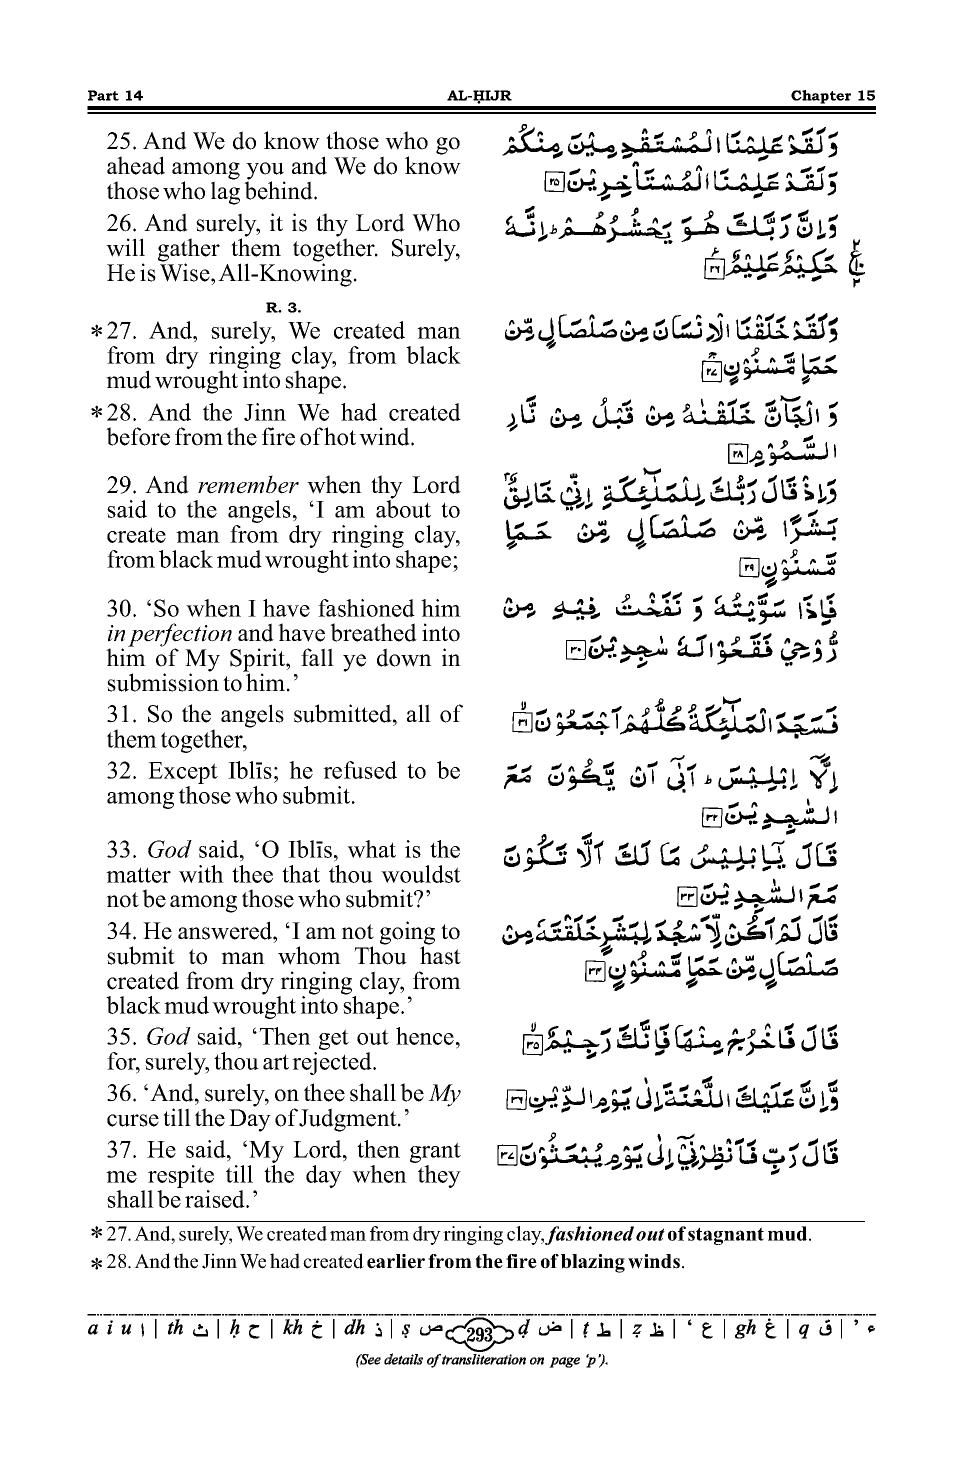 Part 14 AL-ḤIJR Chapter 15
25. And We do know those who go
ahead among you and We do know
those who lag behind.
وَلَقَدْ عَلِمْنَا الْمُسْتَقْدِمِيْنَ مِنْكُمْ
وَلَقَدْ عَلِمْنَا الْمُسْتَاْخِرِيْنَ ۲۵
26. And surely, it is thy Lord Who
will gather them together. Surely,
He is Wise, All-Knowing.
وَاِنَّ رَبَّكَ هُوَ يَحْشُرُهُمْ ؕ اِنَّهٗ
حَكِيْمٌ عَلِيْمٌ ۲۶
R. 3.
*27. And, surely, We created man
from dry ringing clay, from black
mud wrought into shape.
وَلَقَدْ خَلَقْنَا الْاِنْسَانَ مِنْ صَلْصَالٍ مِّنْ
حَمَاٍ مَّسْنُوْنٍ ۚ ۲۷
*28. And the Jinn We had created
before from the fire of hot wind.
وَ الْجَآنَّ خَلَقْنٰهُ مِنْ قَبْلُ مِنْ نَّارِ
السَّمُوْمِ ۲۸
29. And remember when thy Lord
said to the angels, ‘I am about to
create man from dry ringing clay,
from black mud wrought into shape;
وَاِذْ قَالَ رَبُّكَ لِلْمَلٰٓئِكَةِ اِنِّيْ خَالِقٌۢ
بَشَرًا مِّنْ صَلْصَالٍ مِّنْ حَمَاٍ
مَّسْنُوْنٍ ۲۹
30. ‘So when I have fashioned him
in perfection and have breathed into
him of My Spirit, fall ye down in
submission to him.’
فَاِذَا سَوَّيْتُهٗ وَ نَفَخْتُ فِيْهِ مِنْ
رُّوْحِيْ فَقَعُوْا لَهٗ سٰجِدِيْنَ ۳۰
31. So the angels submitted, all of
them together,
فَسَجَدَ الْمَلٰٓئِكَةُ كُلُّهُمْ اَجْمَعُوْنَ ۙ ۳۱
32. Except Iblīs; he refused to be
among those who submit.
اِلَّاۤ اِبْلِيْسَ ؕ اَبٰٓى اَنْ يَّكُوْنَ مَعَ
السّٰجِدِيْنَ ۳۲
33. God said, ‘O Iblīs, what is the
matter with thee that thou wouldst
not be among those who submit?’
قَالَ يٰۤاِبْلِيْسُ مَا لَكَ اَلَّا تَكُوْنَ
مَعَ السّٰجِدِيْنَ ۳۳
34. He answered, ‘I am not going to
submit to man whom Thou hast
created from dry ringing clay, from
black mud wrought into shape.’
قَالَ لَمْ اَكُنْ لِّاَسْجُدَ لِبَشَرٍ خَلَقْتَهٗ مِنْ
صَلْصَالٍ مِّنْ حَمَاٍ مَّسْنُوْنٍ ۳۴
35. God said, ‘Then get out hence,
for, surely, thou art rejected.
قَالَ فَاخْرُجْ مِنْهَا فَاِنَّكَ رَجِيْمٌ ۙ ۳۵
36. ‘And, surely, on thee shall be My
curse till the Day of Judgment.’
وَّاِنَّ عَلَيْكَ اللَّعْنَةَ اِلٰى يَوْمِ الدِّيْنِ ۳۶
37. He said, ‘My Lord, then grant
me respite till the day when they
shall be raised.’
قَالَ رَبِّ فَاَنْظِرْنِيْۤ اِلٰى يَوْمِ يُبْعَثُوْنَ ۳۷
* 27. And, surely, We created man from dry ringing clay, fashioned out of stagnant mud.
* 28. And the Jinn We had created earlier from the fire of blazing winds.
a i u ا | th ث | ḥ ح | kh خ | dh ذ | ṣ ص 293 ḍ ض | ṭ ط | ẓ ظ | ‘ ع | gh غ | q ق | ’ ء
(See details of transliteration on page ‘p’).